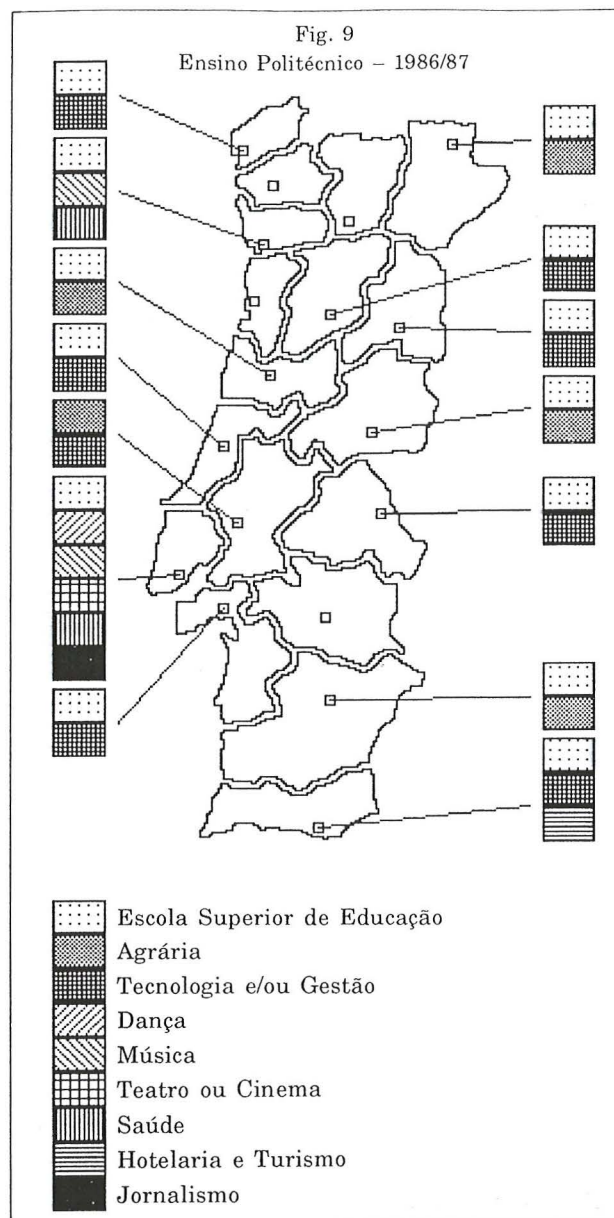 Fig. 9
Ensino Politécnico – 1986/87
Escola Superior de Educação
Agrária
Tecnologia e/ou Gestão
Dança
Música
Teatro ou Cinema
Saúde
Hotelaria e Turismo
Jornalismo